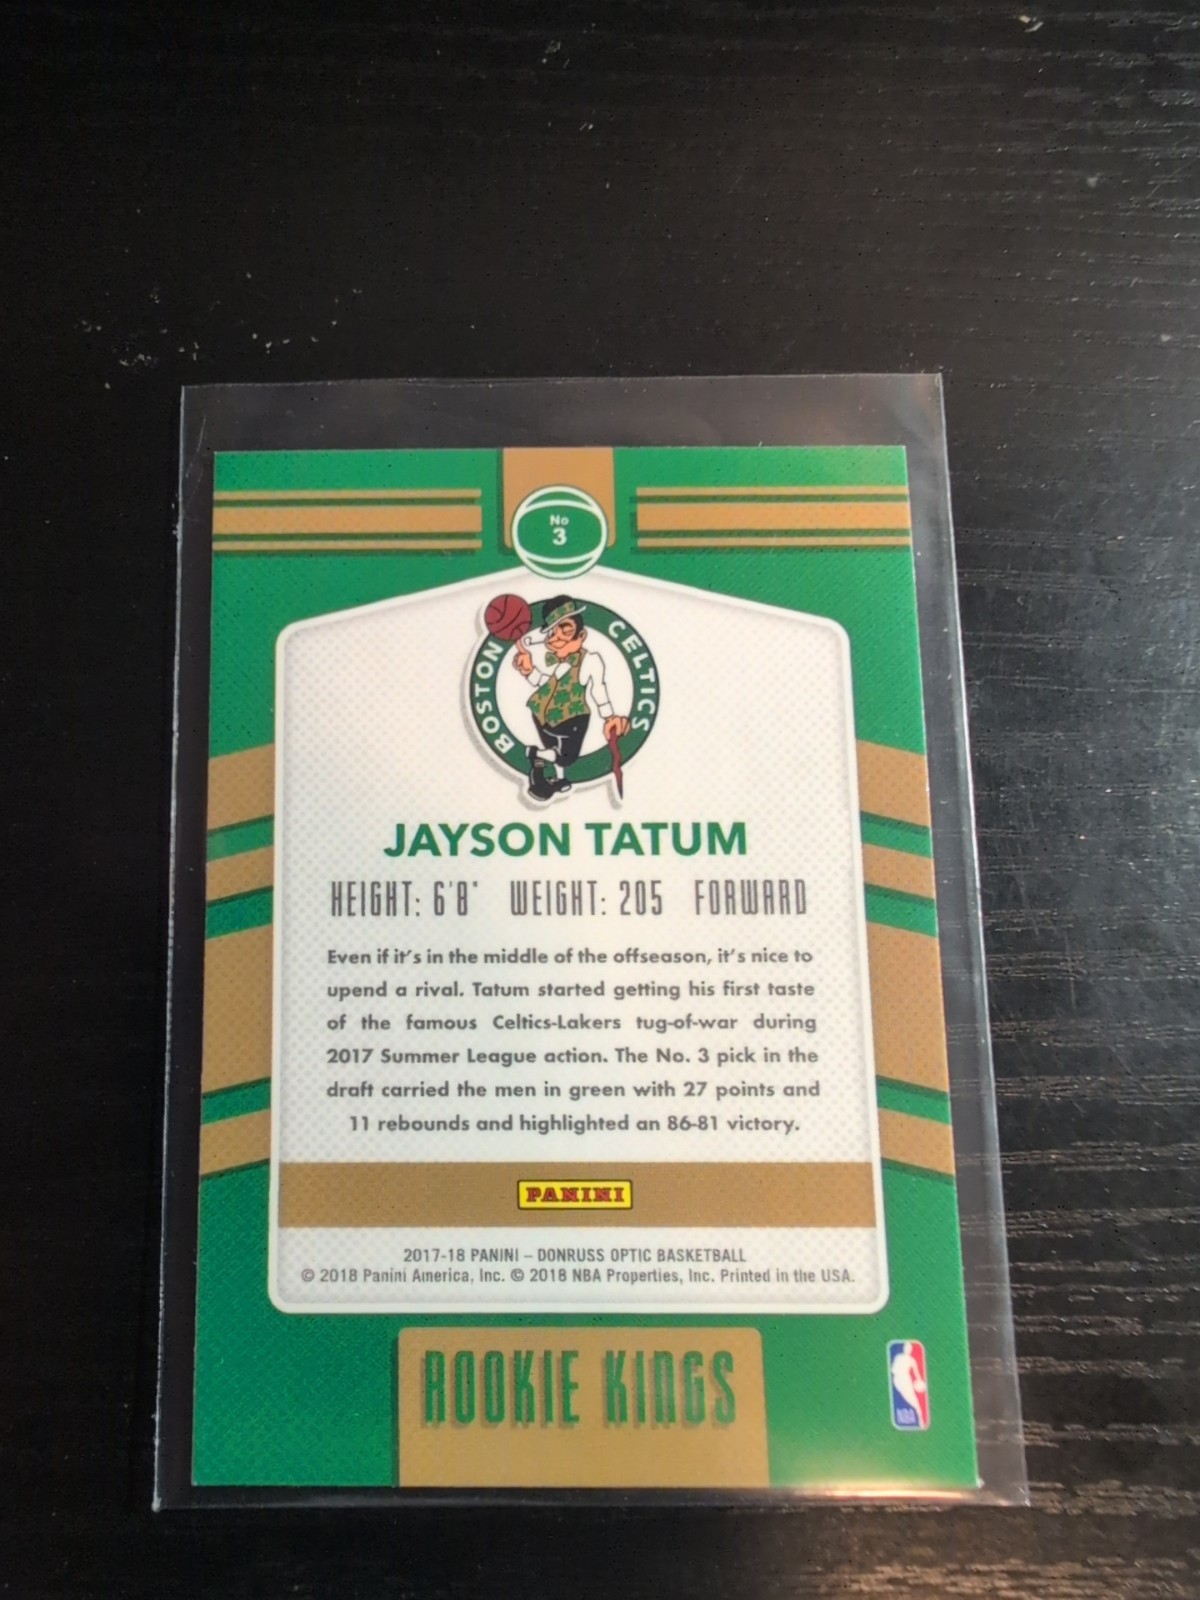 No
3
BOSTON CELTICS
JAYSON TATUM
HEIGHT: 6'8" WEIGHT: 205 FORWARD
Even if it's in the middle of the offseason, it's nice to
upend a rival. Tatum started getting his first taste
of the famous Celtics-Lakers tug-of-war during
2017 Summer League action. The No. 3 pick in the
draft carried the men in green with 27 points and
11 rebounds and highlighted an 86-81 victory.
PANINI
2017-18 PANINI – DONRUSS OPTIC BASKETBALL
© 2018 Panini America, Inc. © 2018 NBA Properties, Inc. Printed in the USA.
ROOKIE KINGS
NBA